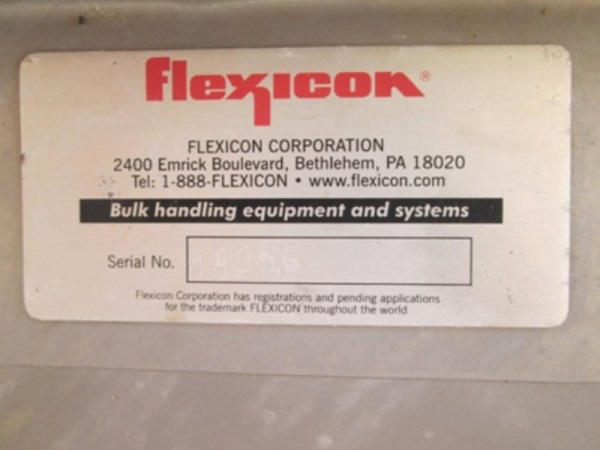 flexicon®
FLEXICON CORPORATION
2400 Emrick Boulevard, Bethlehem, PA 18020
Tel: 1-888-FLEXICON • www.flexicon.com
Bulk handling equipment and systems
Serial No.
Flexicon Corporation has registrations and pending applications
for the trademark FLEXICON throughout the world